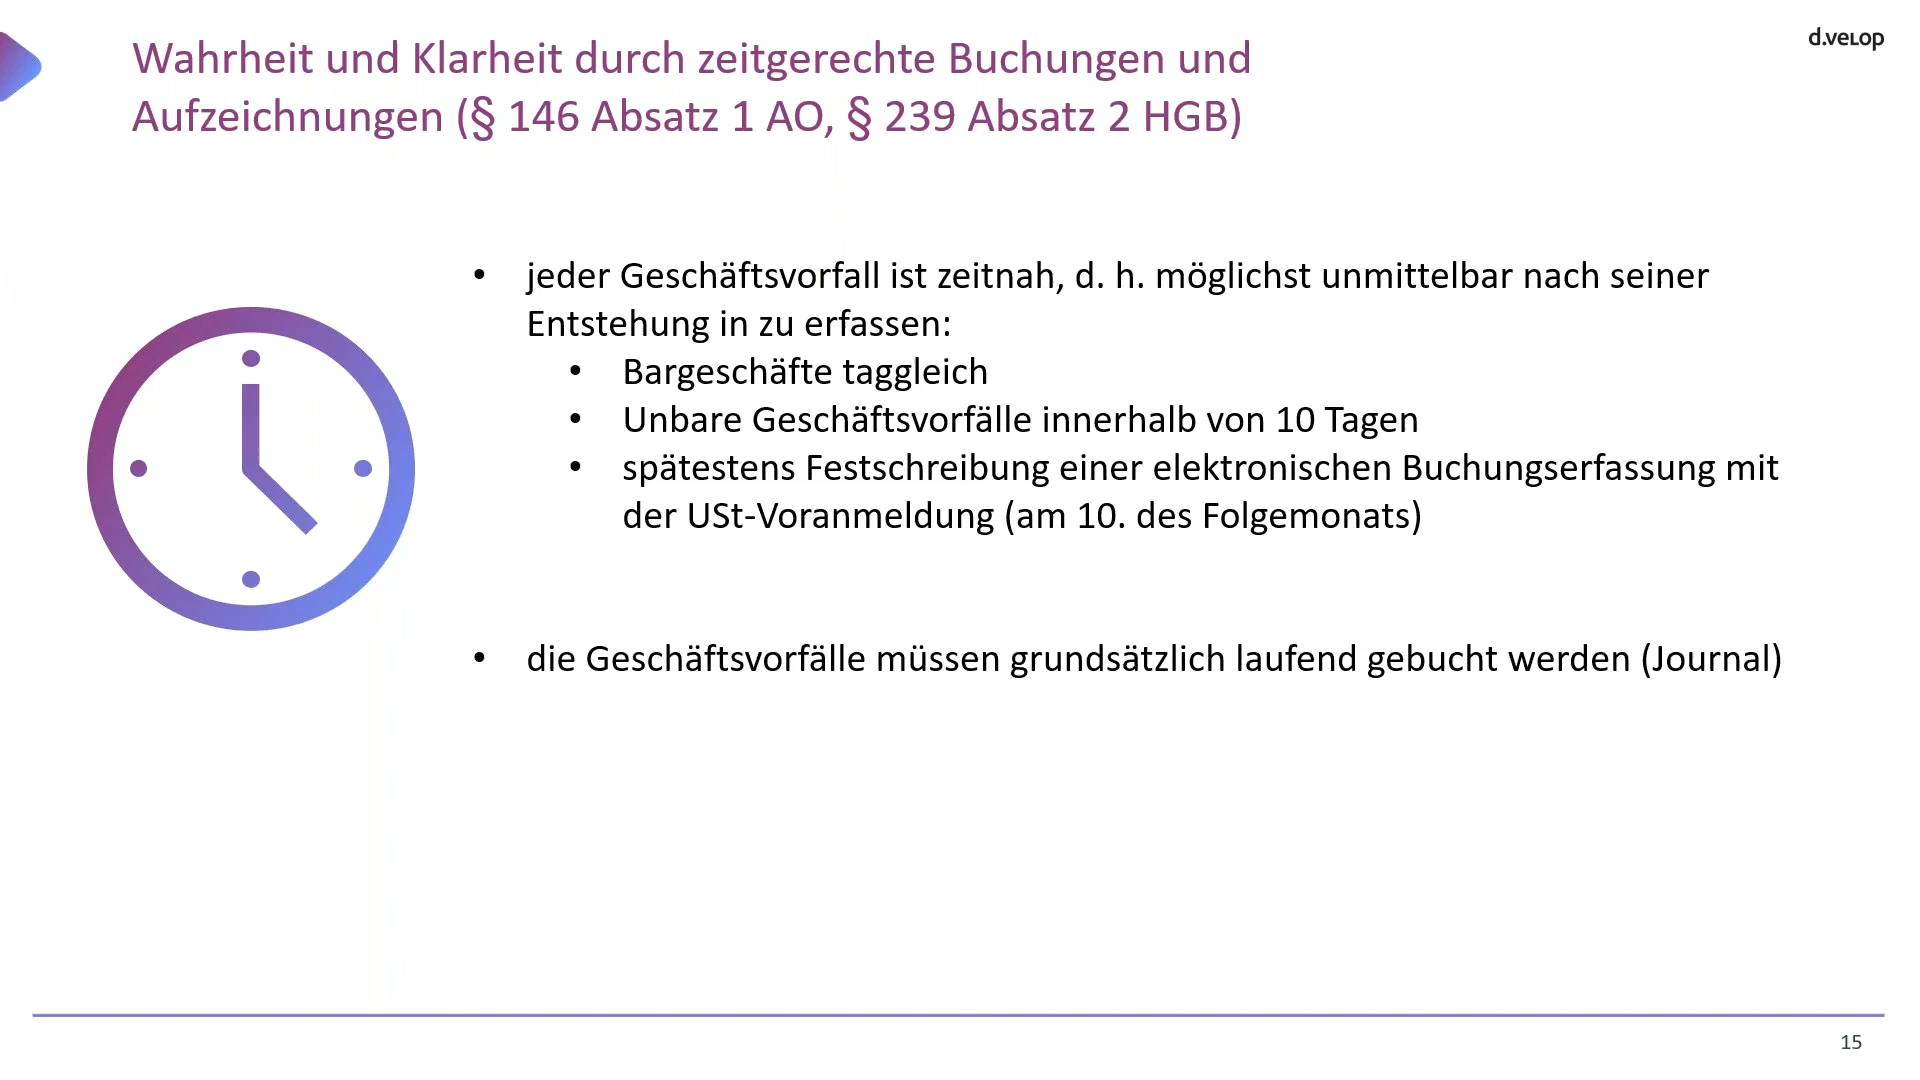 Wahrheit und Klarheit durch zeitgerechte Buchungen und
Aufzeichnungen (§ 146 Absatz 1 AO, § 239 Absatz 2 HGB)
d.velop
• jeder Geschäftsvorfall ist zeitnah, d. h. möglichst unmittelbar nach seiner
Entstehung in zu erfassen:
• Bargeschäfte taggleich
• Unbare Geschäftsvorfälle innerhalb von 10 Tagen
• spätestens Festschreibung einer elektronischen Buchungserfassung mit
der USt-Voranmeldung (am 10. des Folgemonats)
• die Geschäftsvorfälle müssen grundsätzlich laufend gebucht werden (Journal)
15